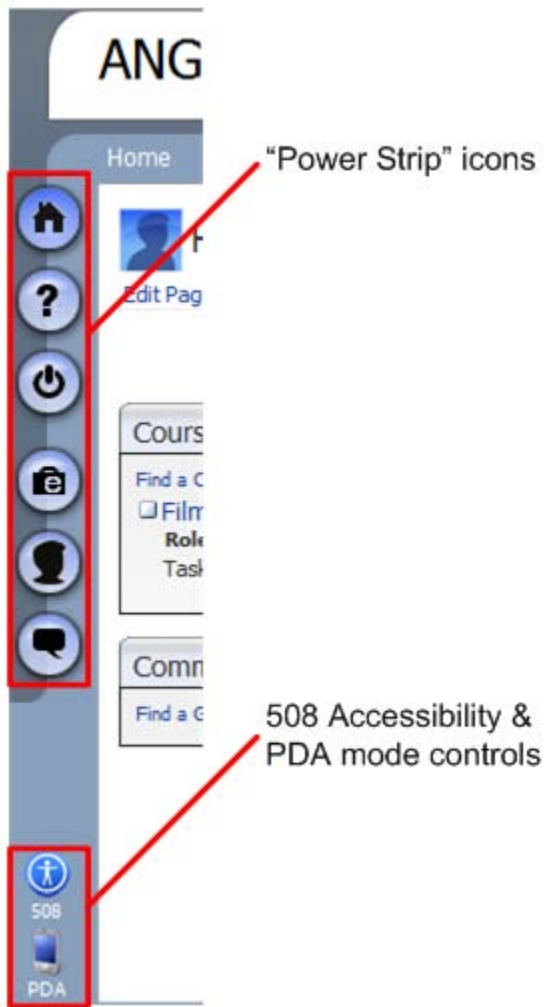 ANG
Home
"Power Strip" icons
Edit Pag
Cours
Find a
Film
Role
Task
Comm
Find a G
508 Accessibility &
PDA mode controls
508
PDA